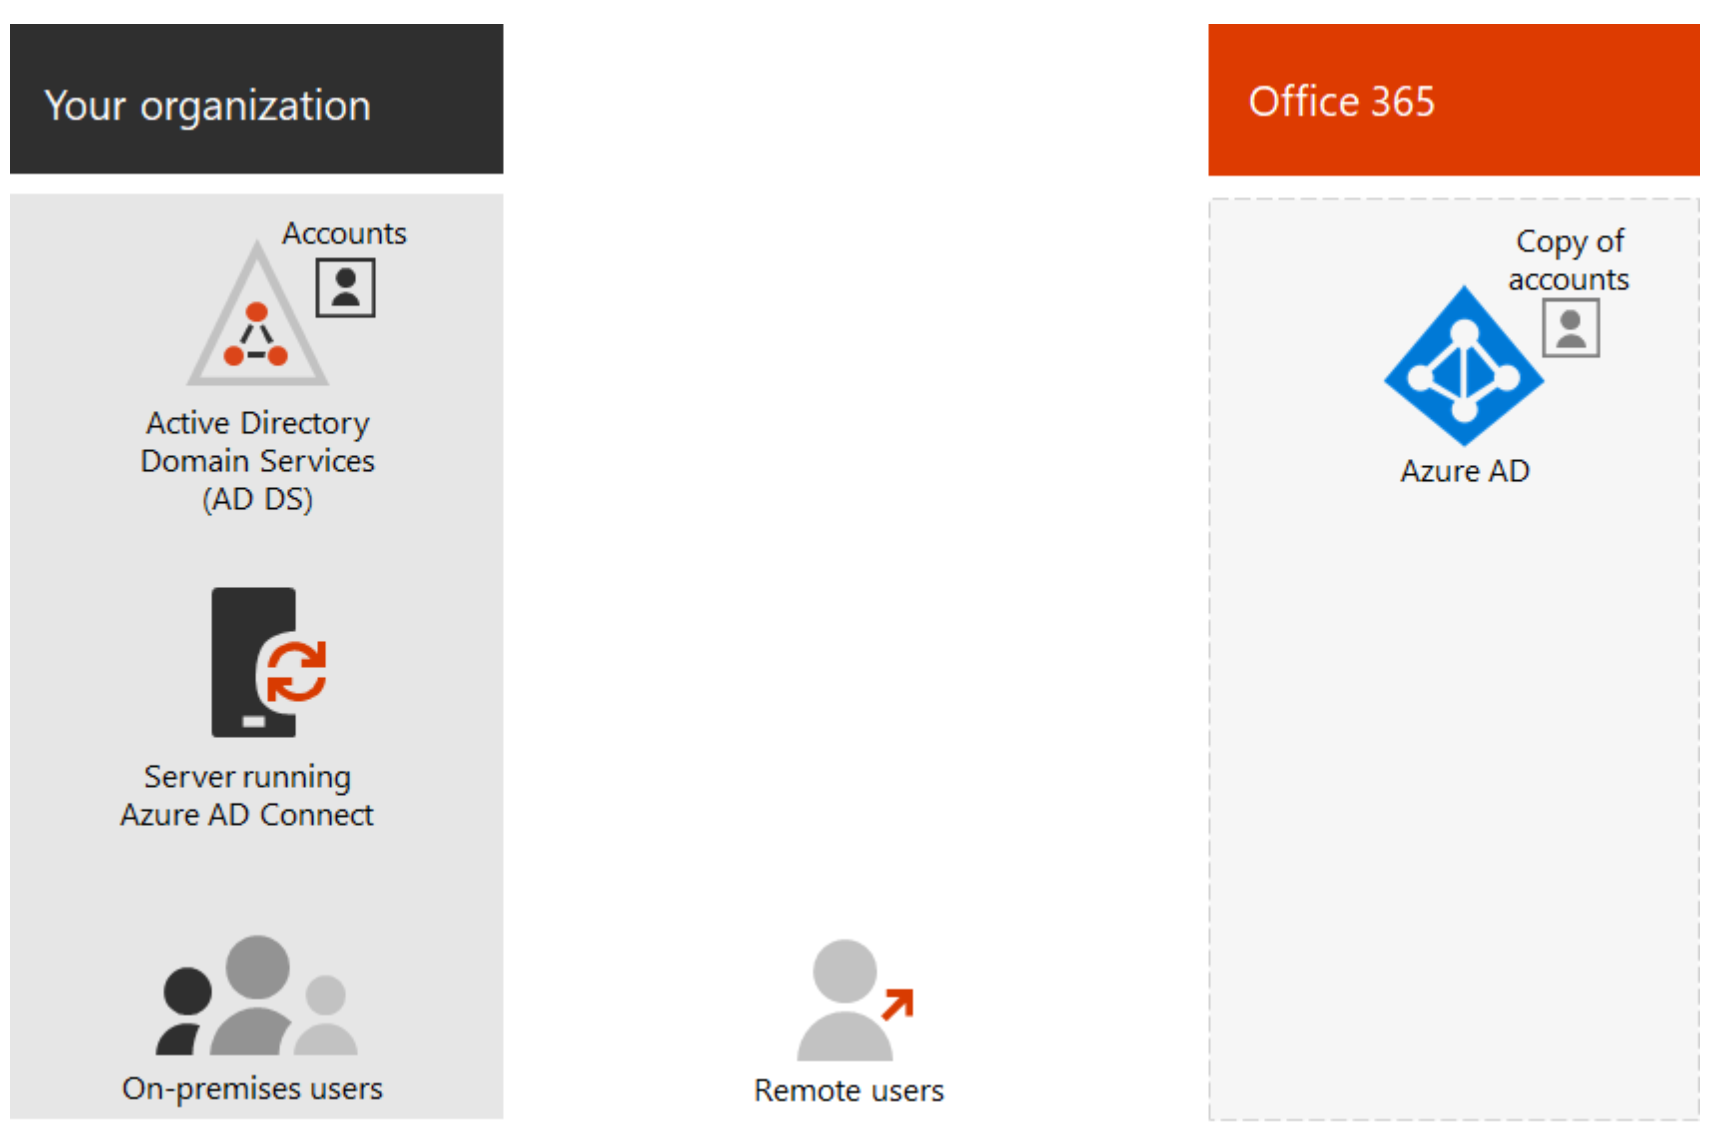 Your organization
Office 365
Accounts
Active Directory
Domain Services
(AD DS)
Server running
Azure AD Connect
On-premises users
Remote users
Copy of
accounts
Azure AD